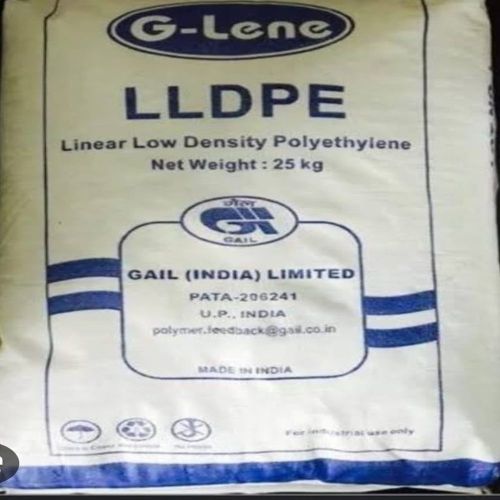 G-Lene
LLDPE
Linear Low Density Polyethylene
Net Weight : 25 kg
गेल
GAIL
GAIL (INDIA) LIMITED
PATA-206241
U.P., INDIA
polymer.feedback@gail.co.in
MADE IN INDIA
For industrial use only